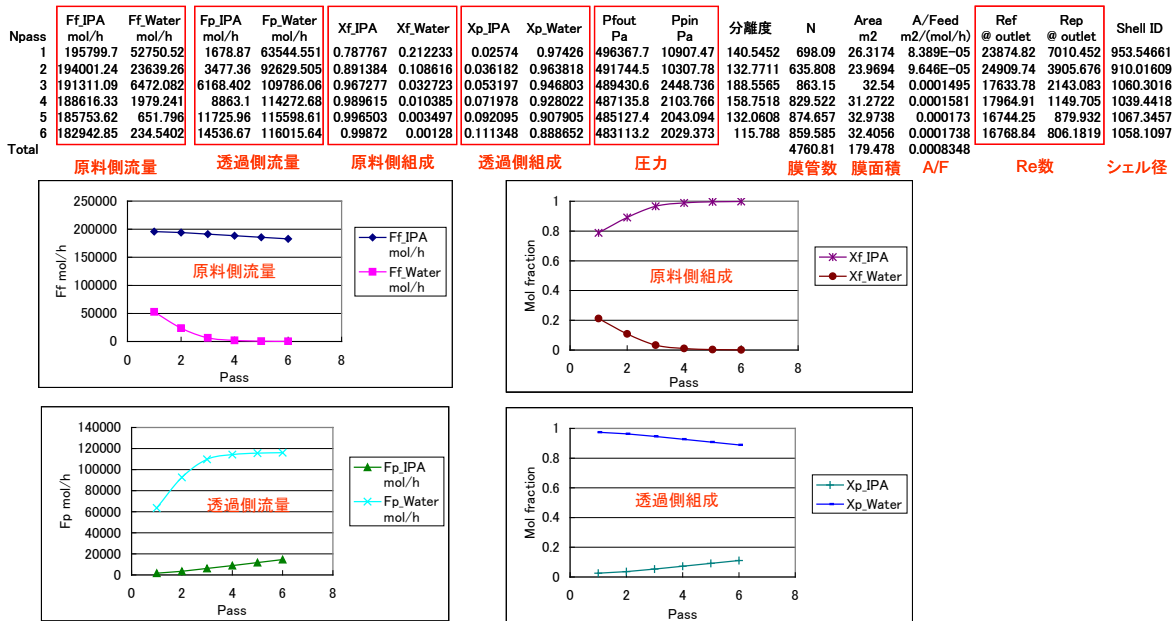 Npass Ff_IPA mol/h Ff_Water mol/h Fp_IPA mol/h Fp_Water mol/h Xf_IPA Xf_Water Xp_IPA Xp_Water Pfout Pa Ppin Pa 分離度 N Area m2 A/Feed m2/(mol/h) Ref @ outlet Rep @ outlet Shell ID
1 195799.7 52750.52 1678.87 63544.551 0.787767 0.212233 0.02574 0.97426 496367.7 10907.47 140.5452 698.09 26.3174 8.389E-05 23874.82 7010.452 953.54661
2 194001.24 23639.26 3477.36 92629.505 0.891384 0.108616 0.036182 0.963818 491744.5 10307.78 132.7711 635.808 23.9694 9.646E-05 24909.74 3905.676 910.01609
3 191311.09 6472.082 6168.402 109786.06 0.967277 0.032723 0.053197 0.946803 489430.6 2448.736 188.5565 863.15 32.54 0.0001495 17633.78 2143.083 1060.3016
4 188616.33 1979.241 8863.1 114272.68 0.989615 0.010385 0.071978 0.928022 487135.8 2103.766 158.7518 829.522 31.2722 0.0001581 17964.91 1149.705 1039.4418
5 185753.62 651.796 11725.96 115598.61 0.996503 0.003497 0.092095 0.907905 485127.4 2043.094 132.0608 874.657 32.9738 0.000173 16744.25 879.932 1067.3457
6 182942.85 234.5402 14536.67 116015.64 0.99872 0.00128 0.111348 0.888652 483113.2 2029.373 115.788 859.585 32.4056 0.0001738 16768.84 806.1819 1058.1097
Total 4760.81 179.478 0.0008348
原料側流量 透過側流量 原料側組成 透過側組成 圧力 膜管数 膜面積 A/F Re数 シェル径
250000
200000
150000
100000
50000
0
0 2 4 6 8
Ff mol/h
Pass
原料側流量
Ff_IPA mol/h
Ff_Water mol/h
1
0.8
0.6
0.4
0.2
0
0 2 4 6 8
Mol fraction
Pass
原料側組成
Xf_IPA
Xf_Water
140000
120000
100000
80000
60000
40000
20000
0
0 2 4 6 8
Fp mol/h
Pass
透過側流量
Fp_IPA mol/h
Fp_Water mol/h
1
0.8
0.6
0.4
0.2
0
0 2 4 6 8
Mol fraction
Pass
透過側組成
Xp_IPA
Xp_Water